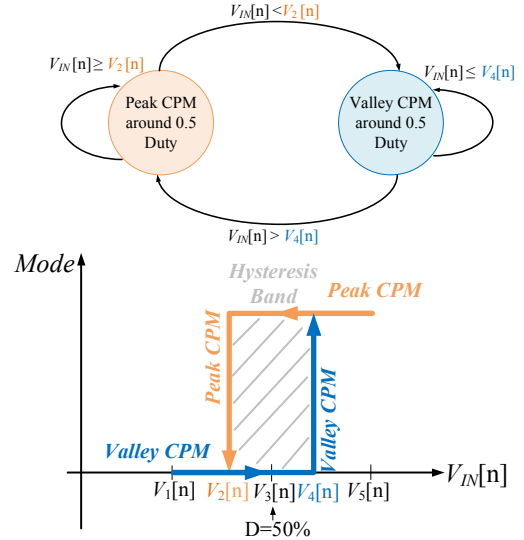 V_IN[n] < V_2[n]
V_IN[n] ≥ V_2[n]
V_IN[n] ≤ V_4[n]
Peak CPM
around 0.5
Duty
Valley CPM
around 0.5
Duty
V_IN[n] > V_4[n]
Mode
Hysteresis
Band
Peak CPM
Peak CPM
Valley CPM
Valley CPM
V_1[n] V_2[n] V_3[n] V_4[n] V_5[n] V_IN[n]
D=50%